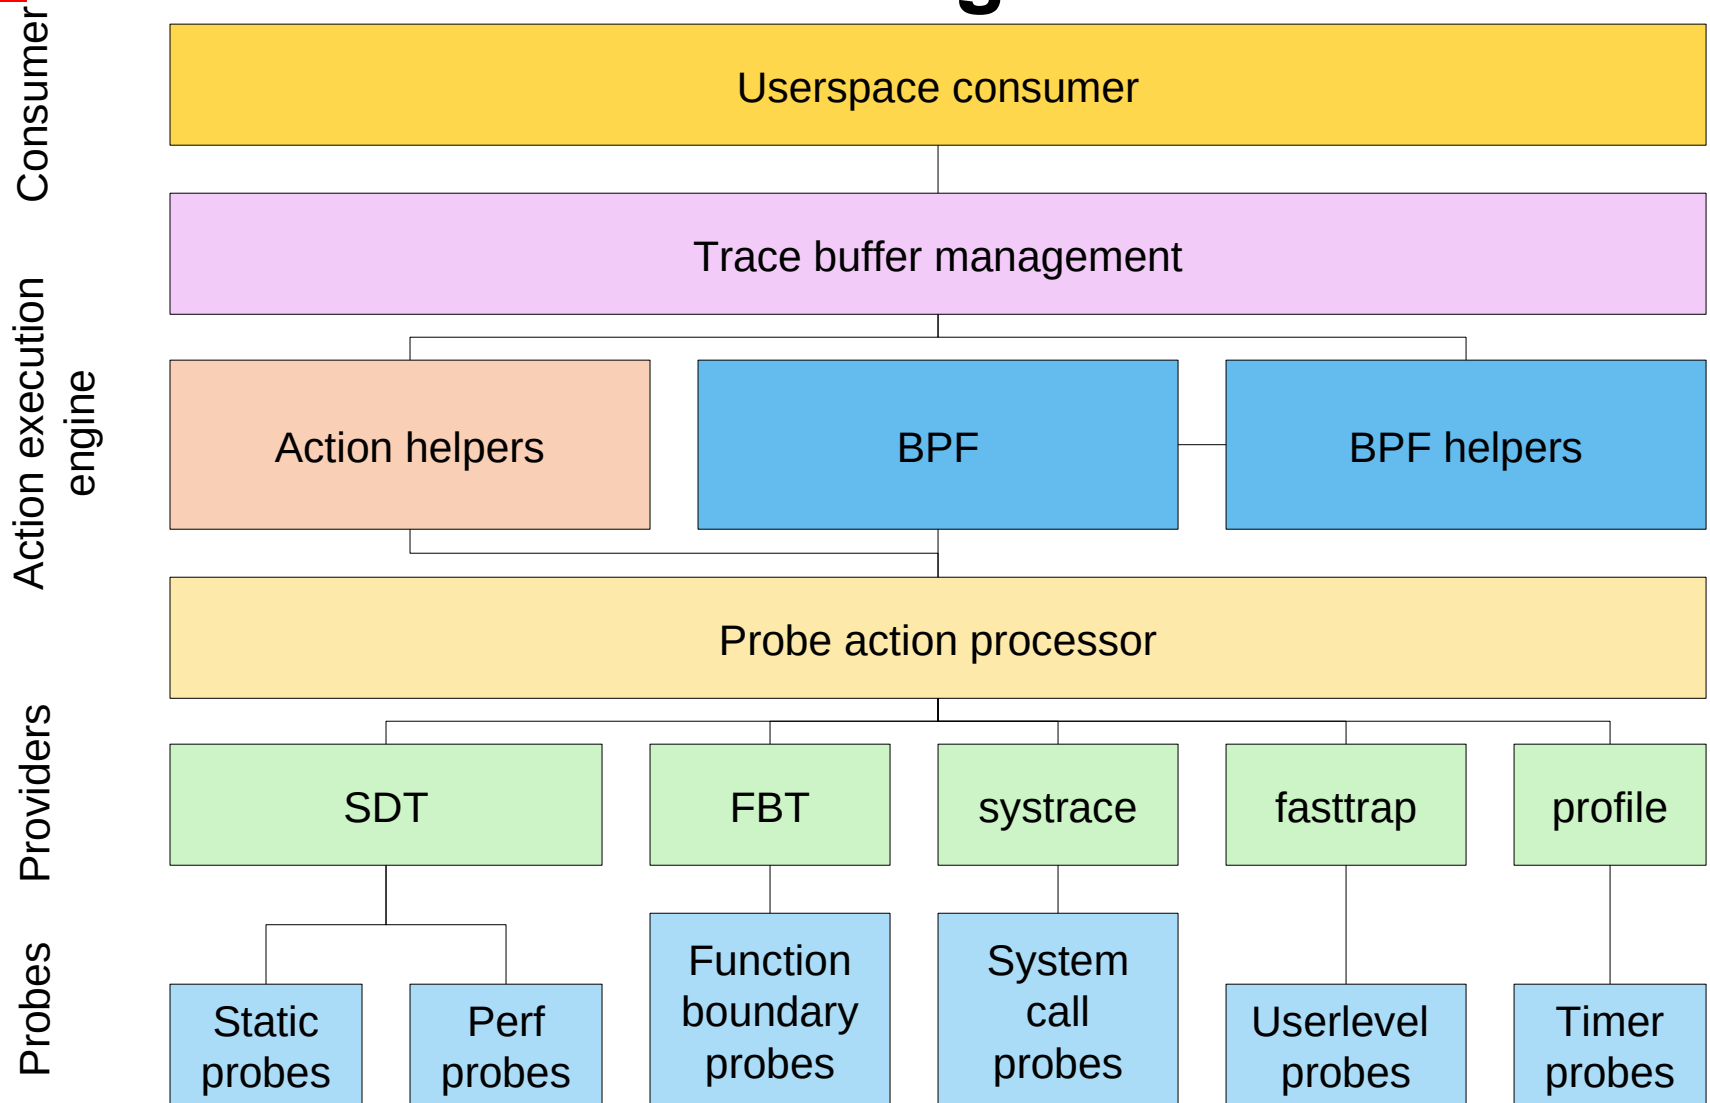 Consumer
Userspace consumer
Trace buffer management
Action execution
engine
Action helpers
BPF
BPF helpers
Probe action processor
Providers
SDT
FBT
systrace
fasttrap
profile
Probes
Static
probes
Perf
probes
Function
boundary
probes
System
call
probes
Userlevel
probes
Timer
probes